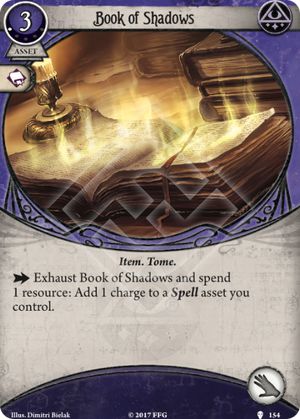 Book of Shadows
3
ASSET
Item. Tome.
Exhaust Book of Shadows and spend
1 resource: Add 1 charge to a Spell asset you
control.
Illus. Dimitri Bielak
© 2017 FFG
154